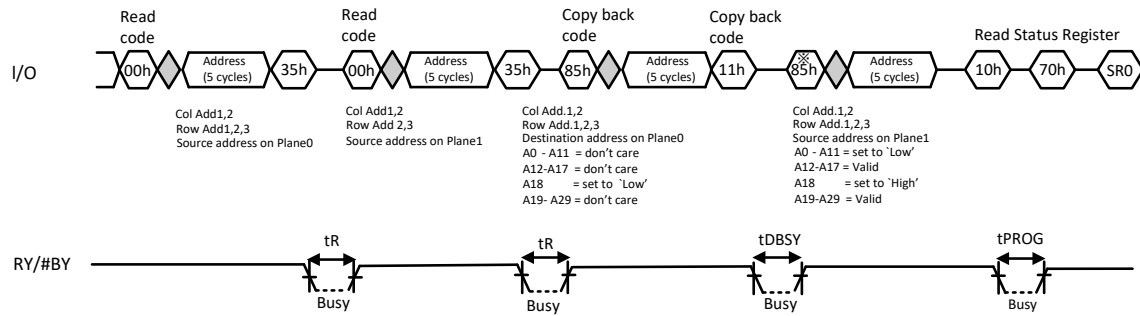 Read
code
Read
code
Copy back
code
Copy back
code
Read Status Register
I/O
00h
Address
(5 cycles)
35h
00h
Address
(5 cycles)
35h
85h
Address
(5 cycles)
11h
※
85h
Address
(5 cycles)
10h
70h
SR0
Col Add1,2
Row Add1,2,3
Source address on Plane0
Col Add1,2
Row Add 2,3
Source address on Plane1
Col Add.1,2
Row Add.1,2,3
Destination address on Plane0
A0 - A11 = don't care
A12-A17 = don't care
A18 = set to `Low'
A19- A29 = don't care
Col Add.1,2
Row Add.1,2,3
Source address on Plane1
A0 - A11 = set to `Low'
A12-A17 = Valid
A18 = set to `High'
A19-A29 = Valid
RY/#BY
tR
Busy
tR
Busy
tDBSY
Busy
tPROG
Busy